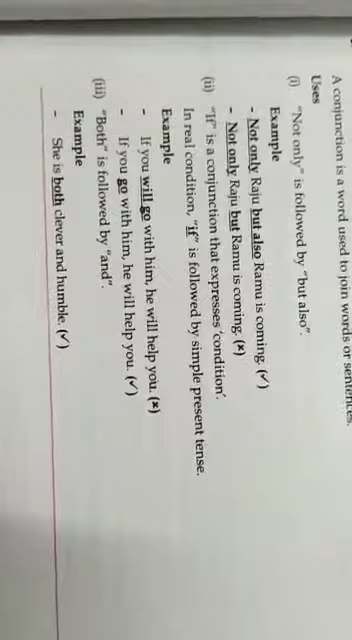 A conjunction is a word used to join words or sentences.
Uses
(i) "Not only" is followed by "but also".
Example
- Not only Raju but also Ramu is coming. (✓)
- Not only Raju but Ramu is coming. (×)
(ii) "If" is a conjunction that expresses 'condition'.
In real condition, "if" is followed by simple present tense.
Example
- If you will go with him, he will help you. (×)
- If you go with him, he will help you. (✓)
(iii) "Both" is followed by "and".
Example
- She is both clever and humble. (✓)